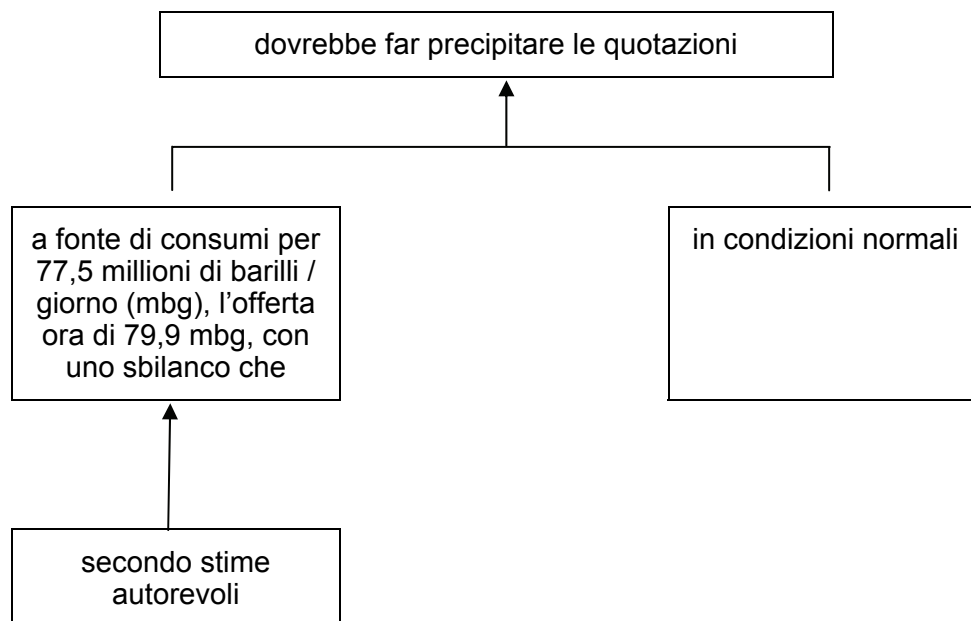 dovrebbe far precipitare le quotazioni
a fonte di consumi per
77,5 millioni di barilli /
giorno (mbg), l’offerta
ora di 79,9 mbg, con
uno sbilanco che
in condizioni normali
secondo stime
autorevoli